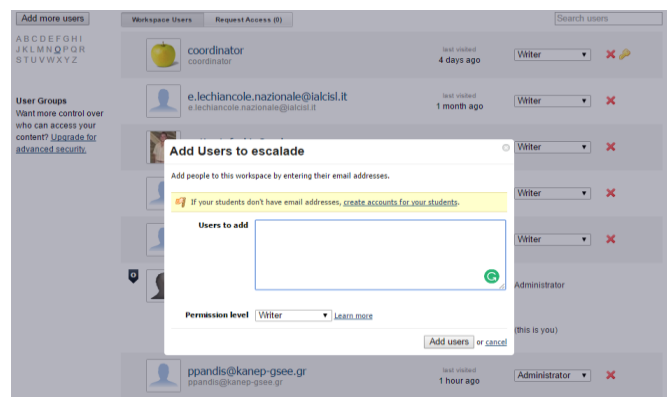 Add more users
Workspace Users
Request Access (0)
Search users
A B C D E F G H I
J K L M N O P Q R
S T U V W X Y Z
coordinator
coordinator
last visited
4 days ago
Writer
e.lechiancole.nazionale@ialcisl.it
e.lechiancole.nazionale@ialcisl.it
last visited
1 month ago
Writer
User Groups
Want more control over
who can access your
content? Upgrade for
advanced security.
Writer
Add Users to escalade
Add people to this workspace by entering their email addresses.
If your students don't have email addresses, create accounts for your students.
Writer
Users to add
Writer
Administrator
Permission level
Writer
Learn more
(this is you)
Add users or cancel
ppandis@kanep-gsee.gr
ppandis@kanep-gsee.gr
last visited
1 hour ago
Administrator